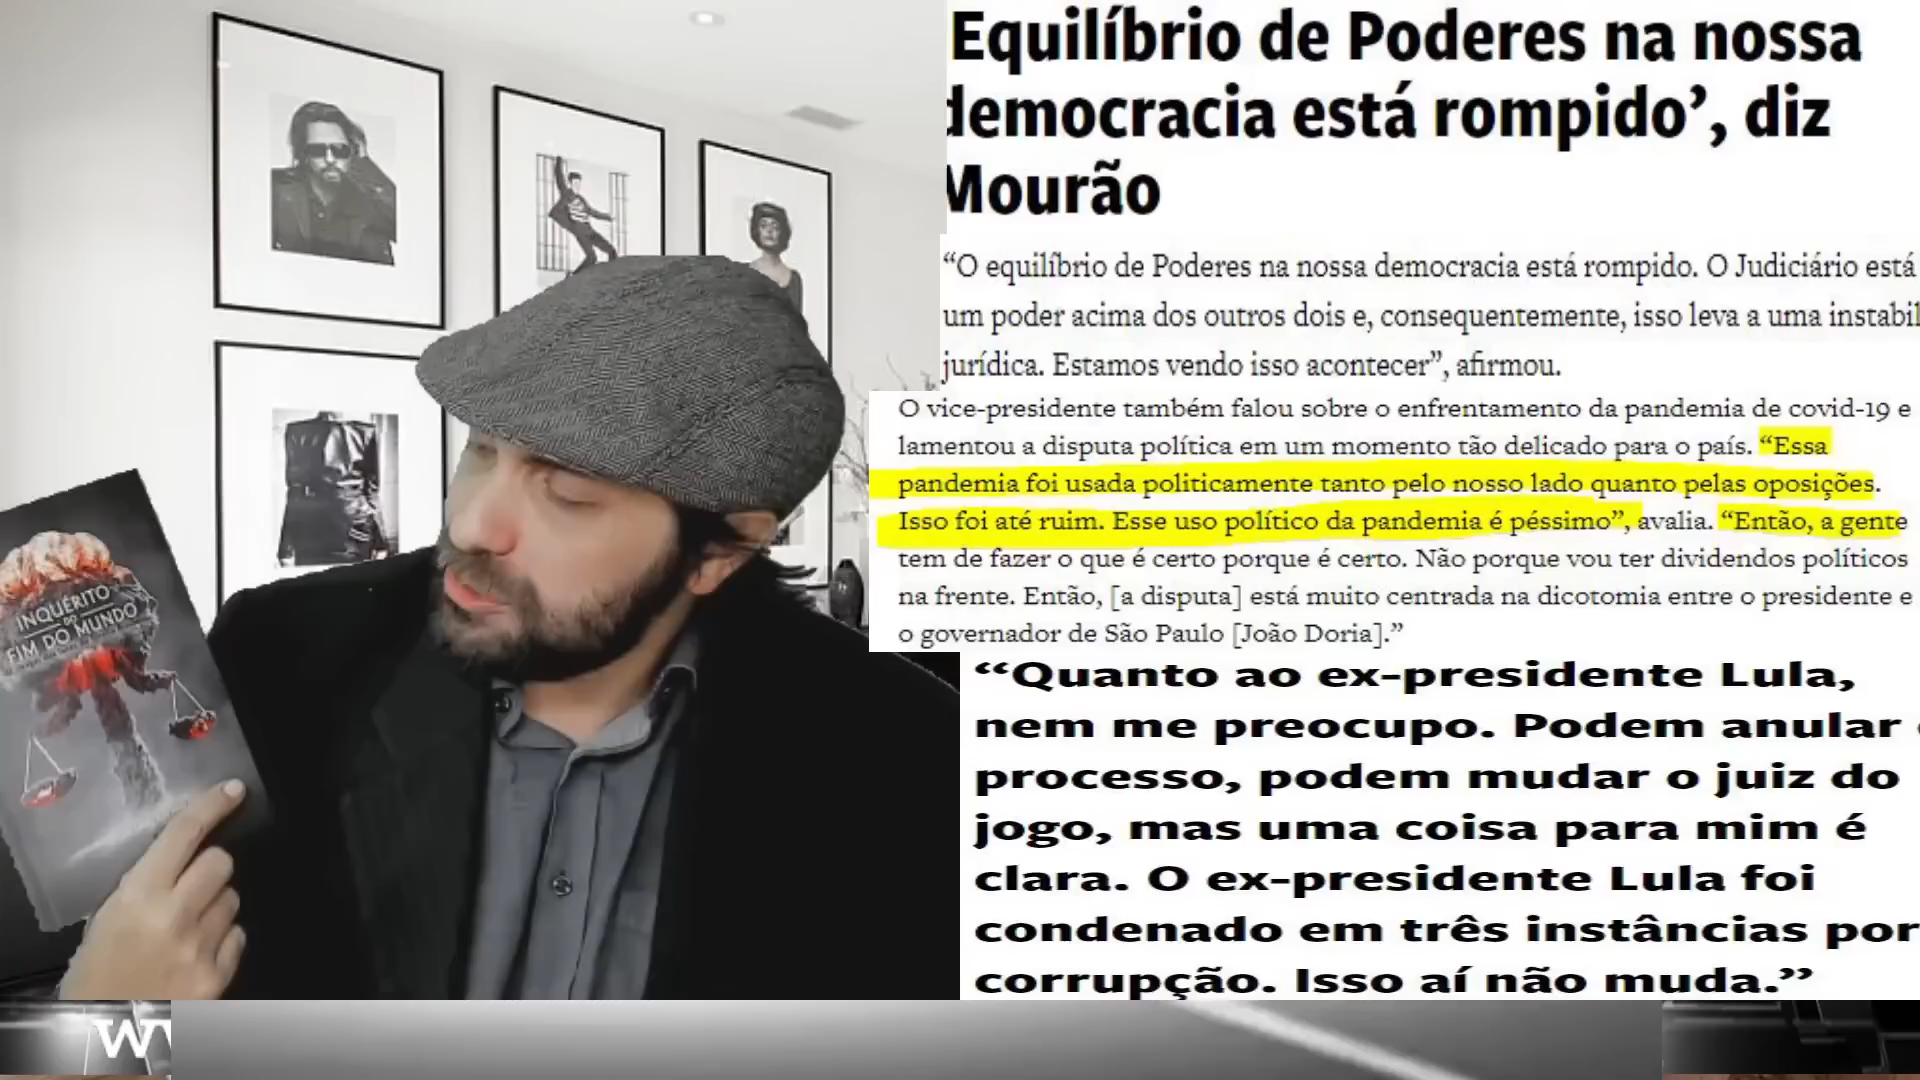 Equilíbrio de Poderes na nossa
democracia está rompido’, diz
Mourão
“O equilíbrio de Poderes na nossa democracia está rompido. O Judiciário está
um poder acima dos outros dois e, consequentemente, isso leva a uma instabil
jurídica. Estamos vendo isso acontecer”, afirmou.
O vice-presidente também falou sobre o enfrentamento da pandemia de covid-19 e
lamentou a disputa política em um momento tão delicado para o país. “Essa
pandemia foi usada politicamente tanto pelo nosso lado quanto pelas oposições.
Isso foi até ruim. Esse uso político da pandemia é péssimo”, avalia. “Então, a gente
tem de fazer o que é certo porque é certo. Não porque vou ter dividendos políticos
na frente. Então, [a disputa] está muito centrada na dicotomia entre o presidente e
o governador de São Paulo [João Doria].”
“Quanto ao ex-presidente Lula,
nem me preocupo. Podem anular
processo, podem mudar o juiz do
jogo, mas uma coisa para mim é
clara. O ex-presidente Lula foi
condenado em três instâncias por
corrupção. Isso aí não muda.”
INQUÉRITO
DO
FIM DO MUNDO
W